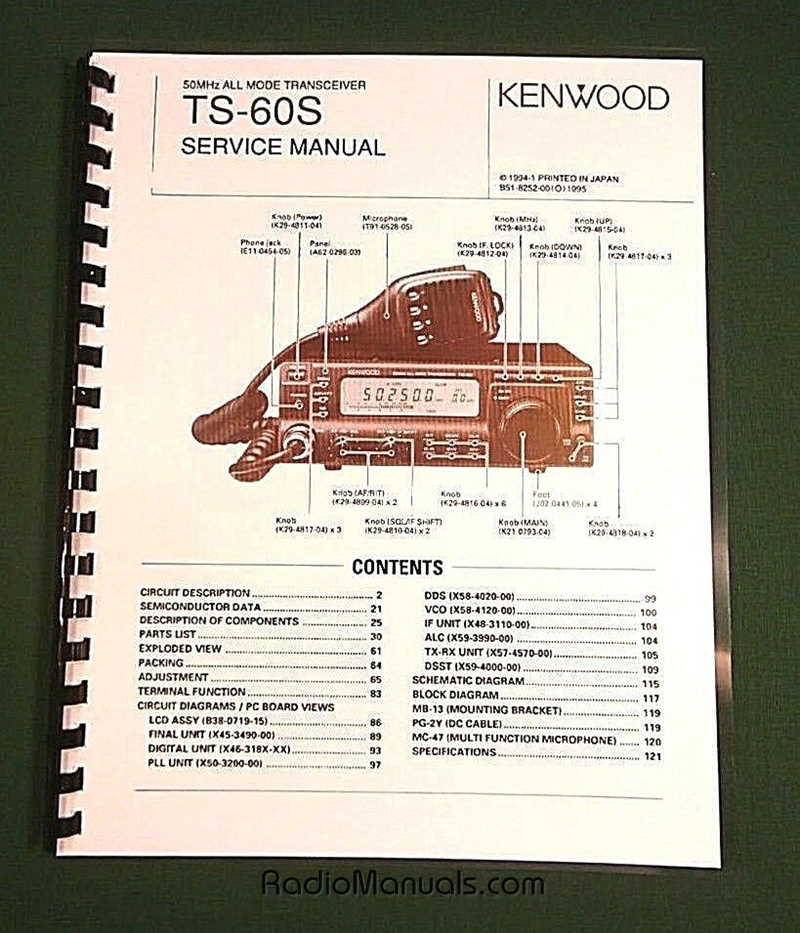 50MHz ALL MODE TRANSCEIVER
TS-60S
SERVICE MANUAL
KENWOOD
© 1994-1 PRINTED IN JAPAN
B51-8252-00(O)1095
Knob (Power)
(K29-4811-04)
Microphone
(T91-0528-05)
Knob (MHz)
(K29-4813-04)
Knob (UP)
(K29-4815-04)
Phone jack
(E11-0454-05)
Panel
(A62-0296-03)
Knob (F. LOCK)
(K29-4812-04)
Knob (DOWN)
(K29-4814-04)
Knob
(K29-4817-04) x 3
KENWOOD
KENWOOD
50.250.0
0.0
Knob (AF/RIT)
(K29-4809-04) x 2
Knob
(K29-4816-04) x 6
Foot
(J02-0441-05) x 4
Knob
(K29-4817-04) x 3
Knob (SQL/IF SHIFT)
(K29-4810-04) x 2
Knob (MAIN)
(K21-0793-04)
Knob
(K29-4818-04) x 2
CONTENTS
CIRCUIT DESCRIPTION 2
SEMICONDUCTOR DATA 21
DESCRIPTION OF COMPONENTS 25
PARTS LIST 30
EXPLODED VIEW 61
PACKING 64
ADJUSTMENT 65
TERMINAL FUNCTION 83
CIRCUIT DIAGRAMS / PC BOARD VIEWS
LCD ASSY (B38-0719-15) 86
FINAL UNIT (X45-3490-00) 89
DIGITAL UNIT (X46-318X-XX) 93
PLL UNIT (X50-3200-00) 97
DDS (X58-4020-00) 99
VCO (X58-4120-00) 100
IF UNIT (X48-3110-00) 104
ALC (X59-3990-00) 104
TX-RX UNIT (X57-4570-00) 105
DSST (X59-4000-00) 109
SCHEMATIC DIAGRAM 115
BLOCK DIAGRAM 117
MB-13 (MOUNTING BRACKET) 119
PG-2Y (DC CABLE) 119
MC-47 (MULTI FUNCTION MICROPHONE) 120
SPECIFICATIONS 121
RadioManuals.com